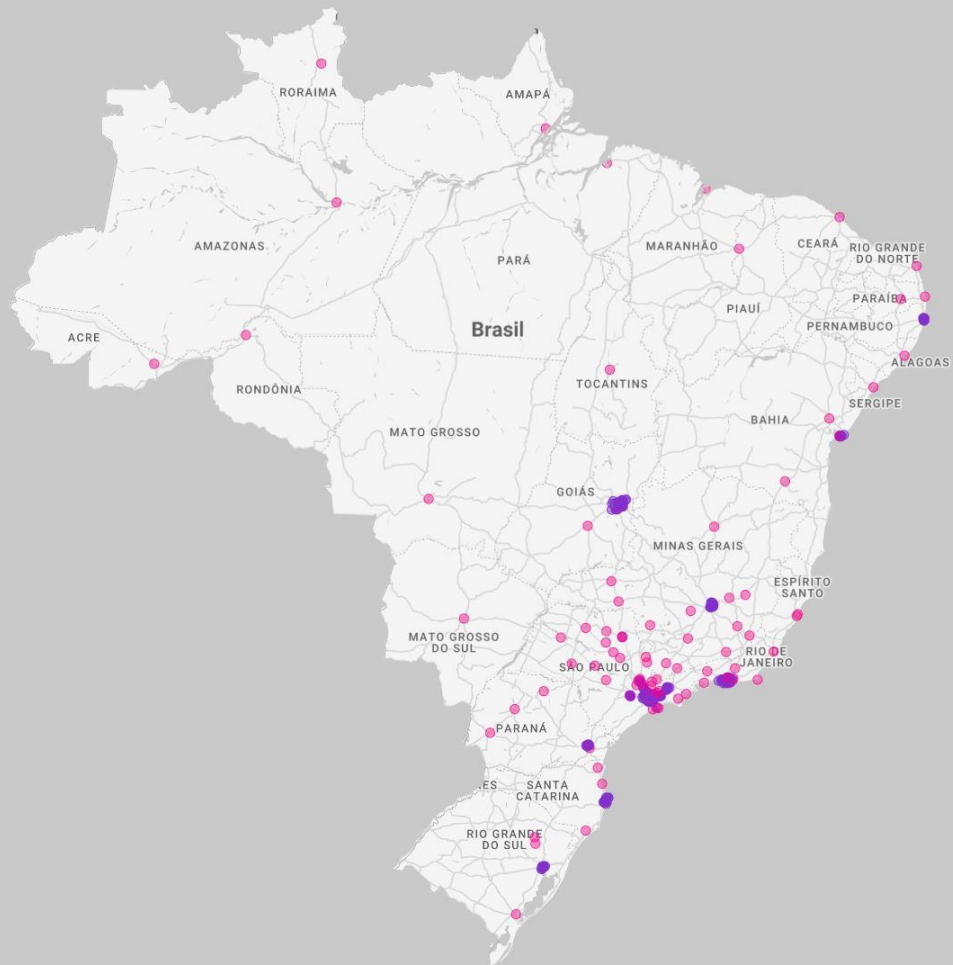 RORAIMA
AMAPÁ
AMAZONAS
PARÁ
MARANHÃO
CEARÁ
RIO GRANDE
DO NORTE
PIAUÍ
PARAÍBA
PERNAMBUCO
Brasil
ACRE
ALAGOAS
RONDÔNIA
TOCANTINS
SERGIPE
BAHIA
MATO GROSSO
GOIÁS
MINAS GERAIS
ESPÍRITO
SANTO
MATO GROSSO
DO SUL
RIO DE
JANEIRO
SÃO PAULO
PARANÁ
SANTA
CATARINA
RIO GRANDE
DO SUL